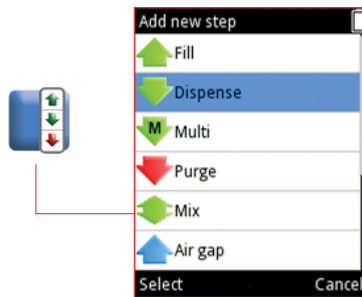 Add new step
Fill
Dispense
M Multi
Purge
Mix
Air gap
Select Cancel